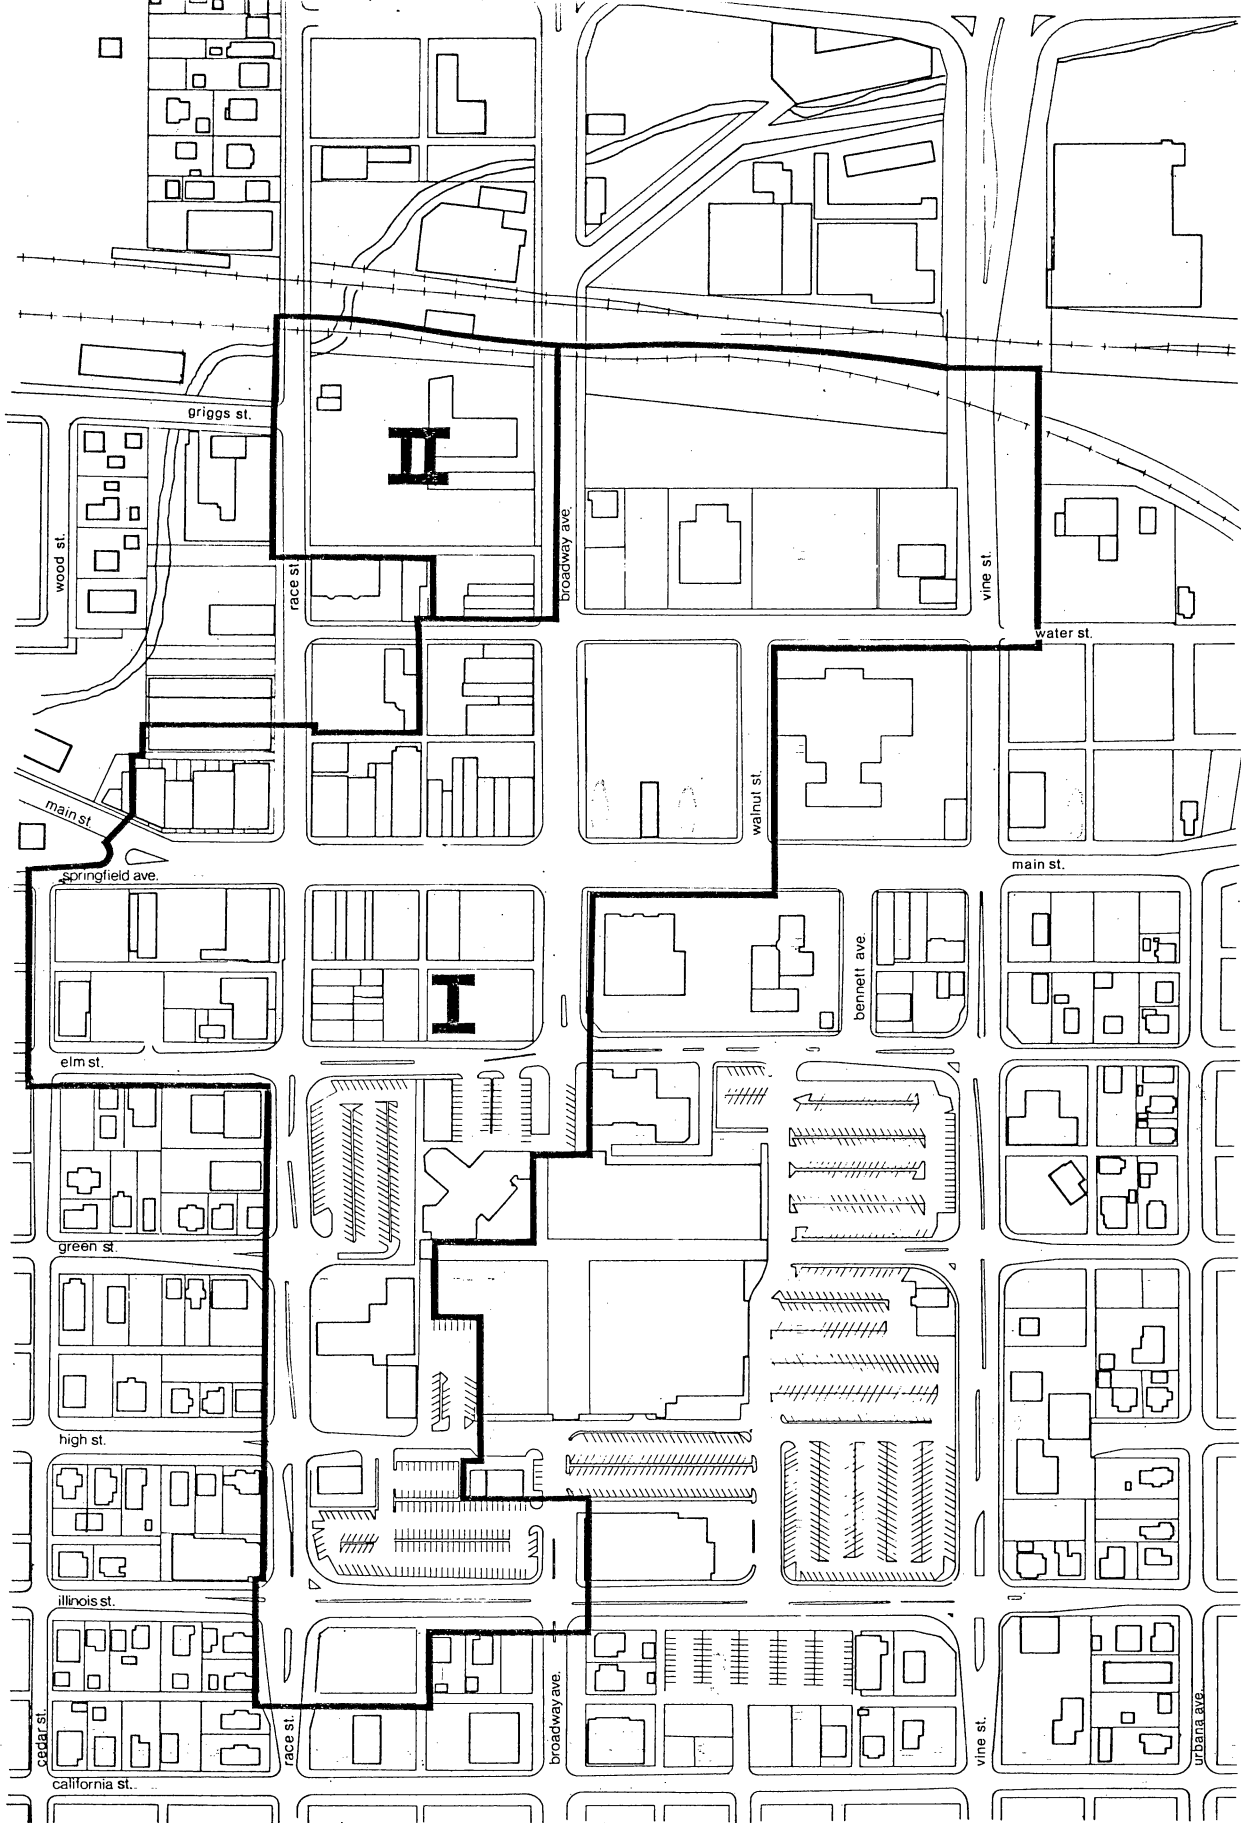 griggs st.
II
wood st.
race st.
broadway ave.
vine st.
water st.
main st.
walnut st.
springfield ave.
main st.
bennett ave.
I
elm st.
green st.
high st.
illinois st.
cedar st.
race st.
broadway ave.
vine st.
urbana ave.
california st.